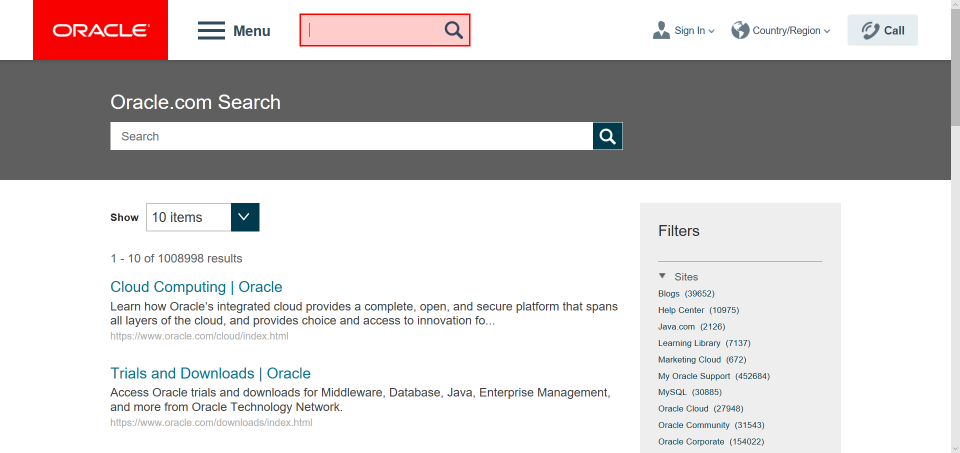 ORACLE
Menu
Sign In
Country/Region
Call
Oracle.com Search
Search
Show
10 items
1 - 10 of 1008998 results
Cloud Computing | Oracle
Learn how Oracle's integrated cloud provides a complete, open, and secure platform that spans
all layers of the cloud, and provides choice and access to innovation fo...
https://www.oracle.com/cloud/index.html
Trials and Downloads | Oracle
Access Oracle trials and downloads for Middleware, Database, Java, Enterprise Management,
and more from Oracle Technology Network.
https://www.oracle.com/downloads/index.html
Filters
Sites
Blogs (39652)
Help Center (10975)
Java.com (2126)
Learning Library (7137)
Marketing Cloud (672)
My Oracle Support (452684)
MySQL (30885)
Oracle Cloud (27948)
Oracle Community (31543)
Oracle Corporate (154022)